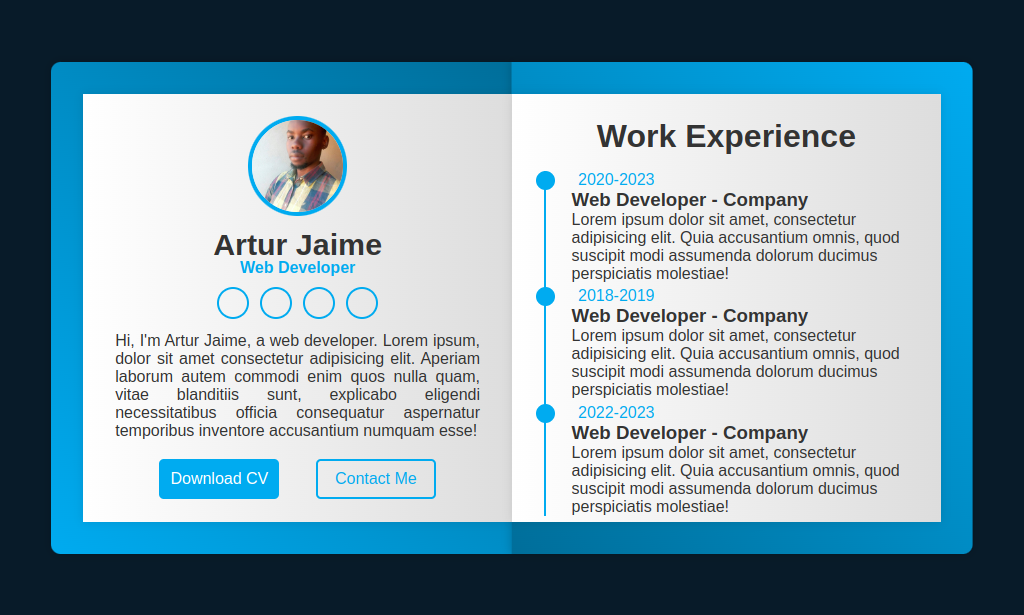 Artur Jaime
Web Developer
Hi, I'm Artur Jaime, a web developer. Lorem ipsum,
dolor sit amet consectetur adipisicing elit. Aperiam
laborum autem commodi enim quos nulla quam,
vitae blanditiis sunt, explicabo eligendi
necessitatibus officia consequatur aspernatur
temporibus inventore accusantium numquam esse!
Download CV
Contact Me
Work Experience
2020-2023
Web Developer - Company
Lorem ipsum dolor sit amet, consectetur
adipisicing elit. Quia accusantium omnis, quod
suscipit modi assumenda dolorum ducimus
perspiciatis molestiae!
2018-2019
Web Developer - Company
Lorem ipsum dolor sit amet, consectetur
adipisicing elit. Quia accusantium omnis, quod
suscipit modi assumenda dolorum ducimus
perspiciatis molestiae!
2022-2023
Web Developer - Company
Lorem ipsum dolor sit amet, consectetur
adipisicing elit. Quia accusantium omnis, quod
suscipit modi assumenda dolorum ducimus
perspiciatis molestiae!